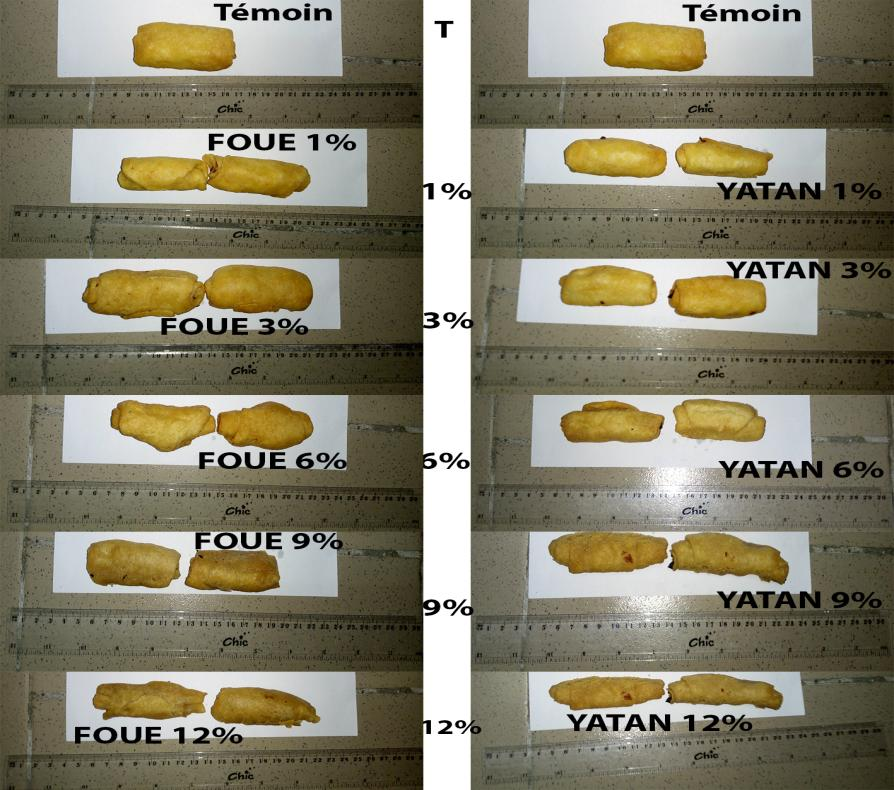 Témoin
T
Témoin
Chic
Chic
FOUE 1%
1%
YATAN 1%
Chic
Chic
FOUE 3%
3%
YATAN 3%
Chic
Chic
FOUE 6%
6%
YATAN 6%
Chic
Chic
FOUE 9%
9%
YATAN 9%
Chic
Chic
FOUE 12%
12%
YATAN 12%
Chic
Chic